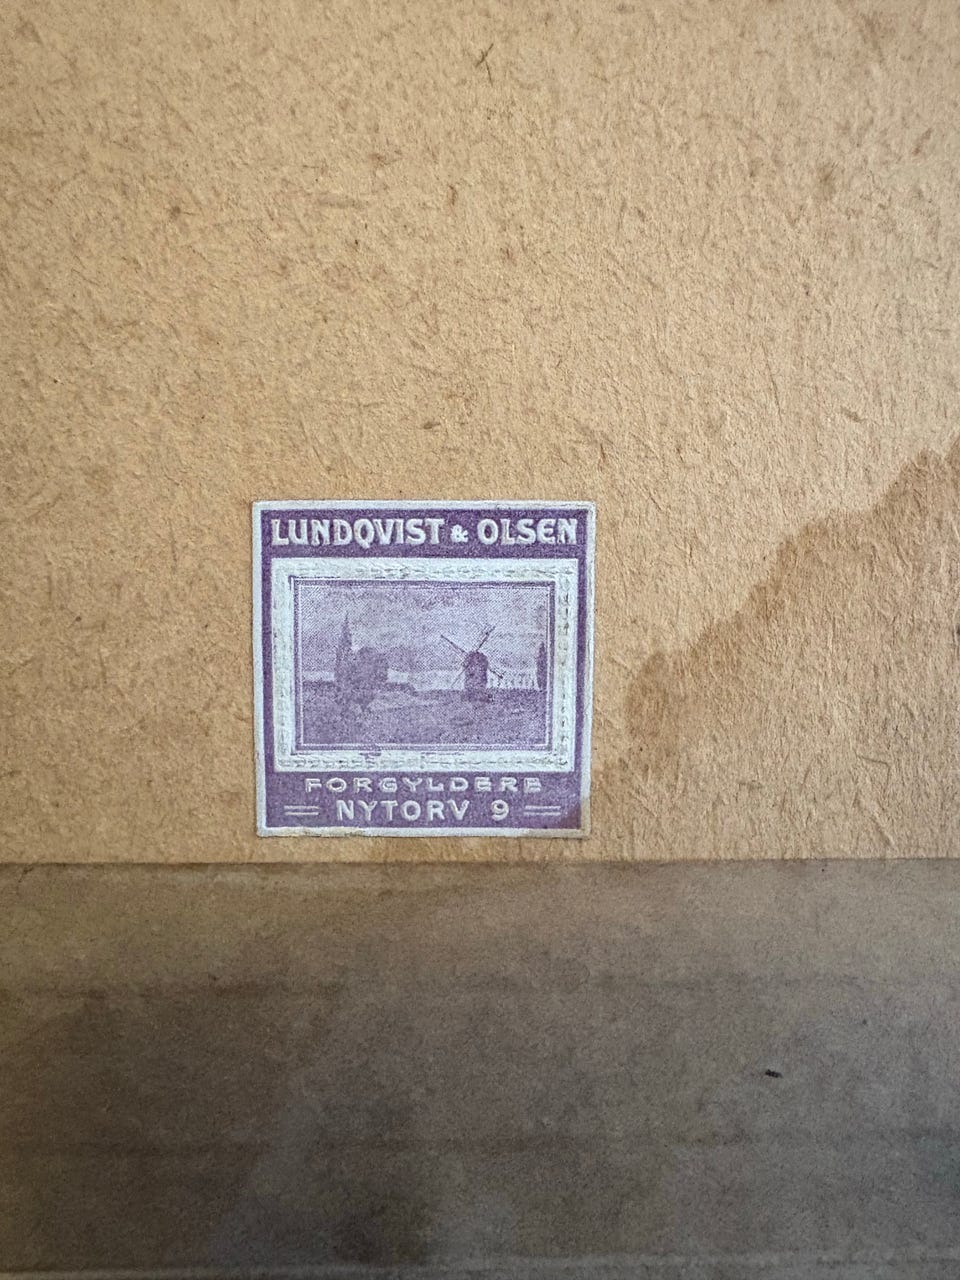 LUNDQVIST & OLSEN
FORGYLDERE
NYTORV 9